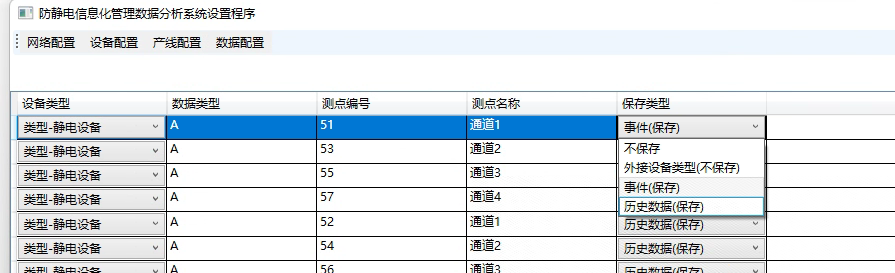 防静电信息化管理数据分析系统设置程序
网络配置 设备配置 产线配置 数据配置
设备类型 数据类型 测点编号 测点名称 保存类型
类型-静电设备 A 51 通道1 事件(保存)
类型-静电设备 A 53 通道2 不保存
类型-静电设备 A 55 通道3 外接设备类型(不保存)
类型-静电设备 A 57 通道4 事件(保存)
历史数据(保存)
类型-静电设备 A 52 通道1 历史数据(保存)
类型-静电设备 A 54 通道2 历史数据(保存)
类型-静电设备 A 56 通道3 历史数据(保存)